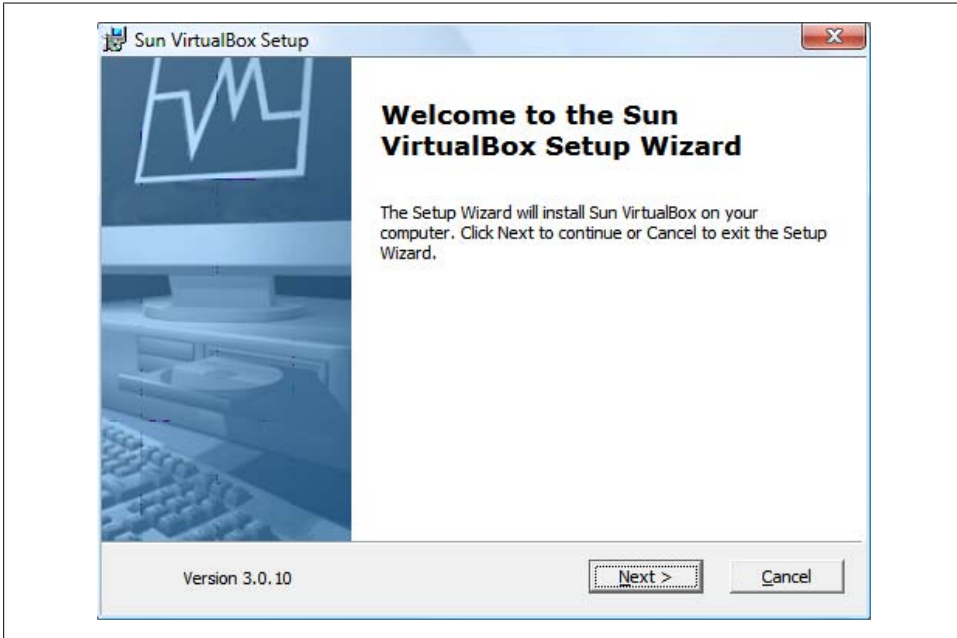 Sun VirtualBox Setup
Welcome to the Sun
VirtualBox Setup Wizard
The Setup Wizard will install Sun VirtualBox on your
computer. Click Next to continue or Cancel to exit the Setup
Wizard.
Version 3.0.10
Next >
Cancel